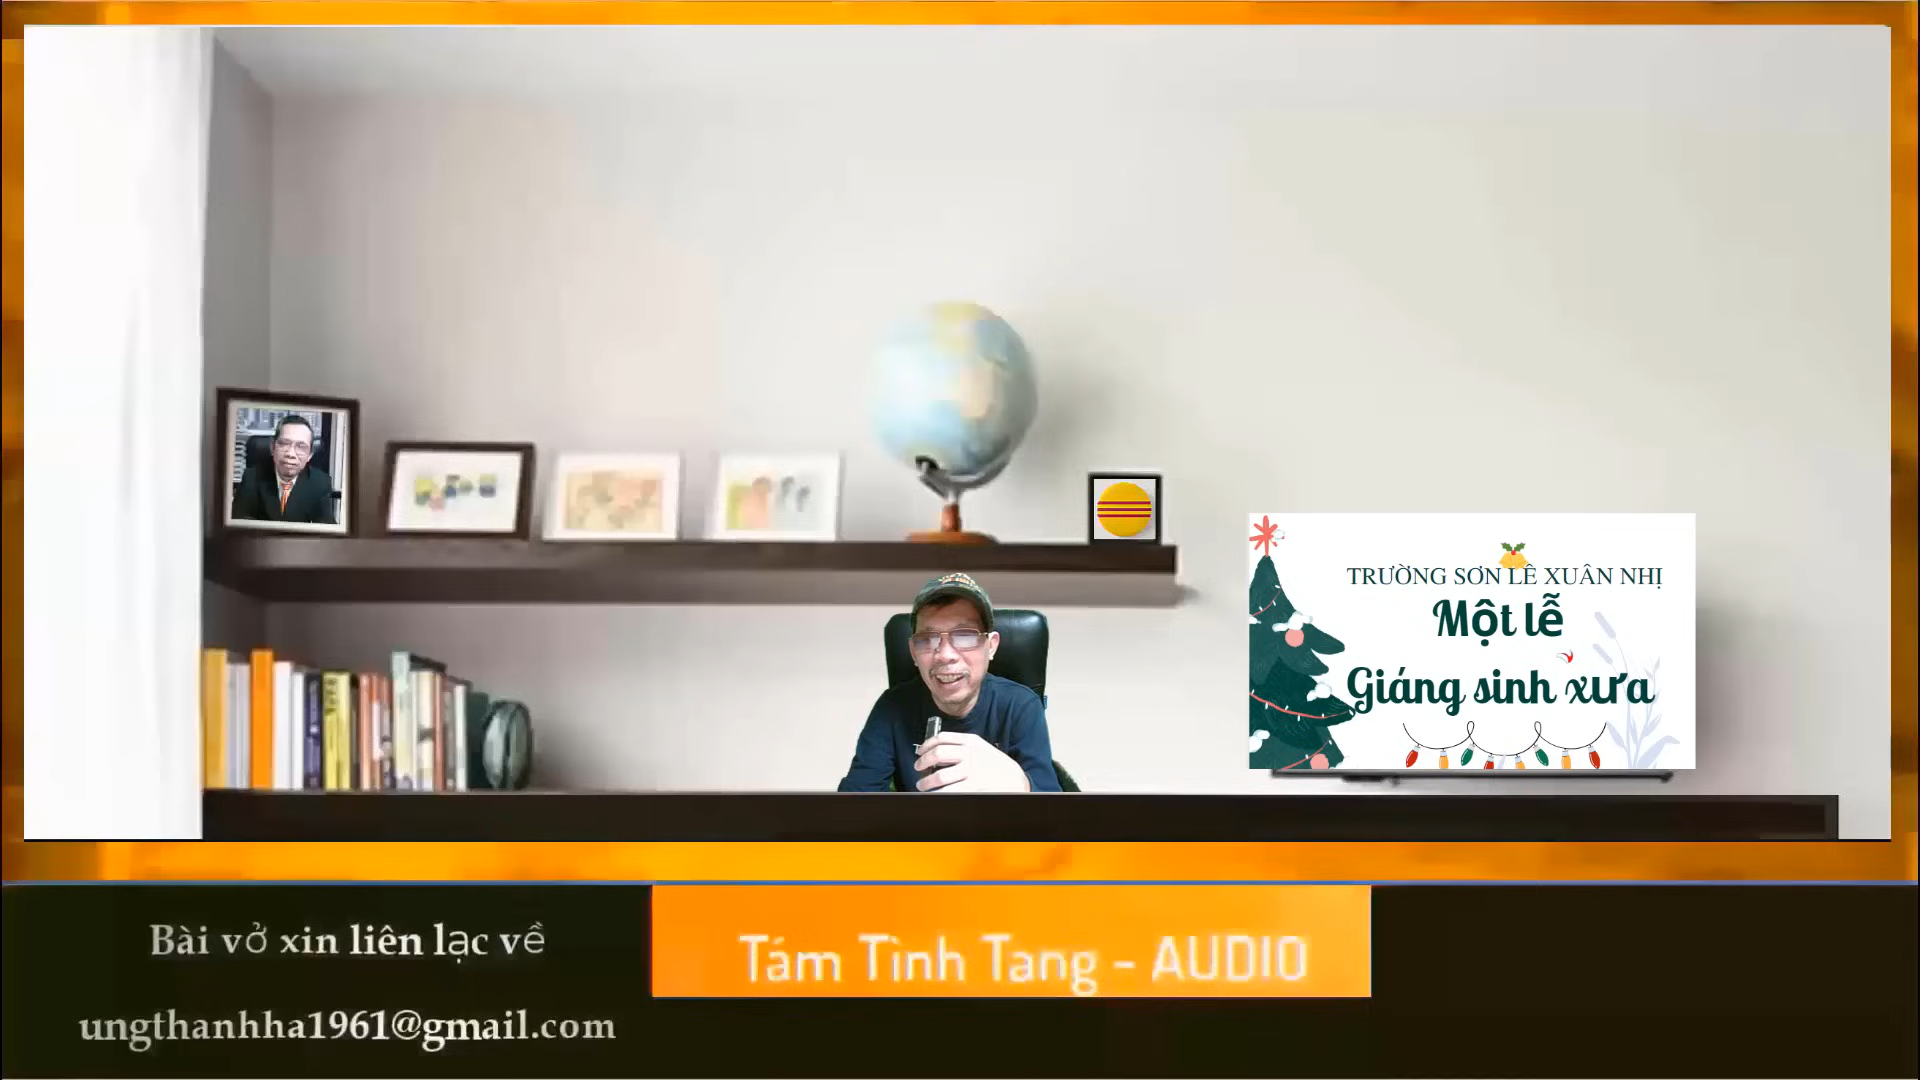 TRƯỜNG SƠN LÊ XUÂN NHỊ
Một lễ
Giáng sinh xưa
Bài vở xin liên lạc về
ungthanhha1961@gmail.com
Tám Tình Tang - AUDIO